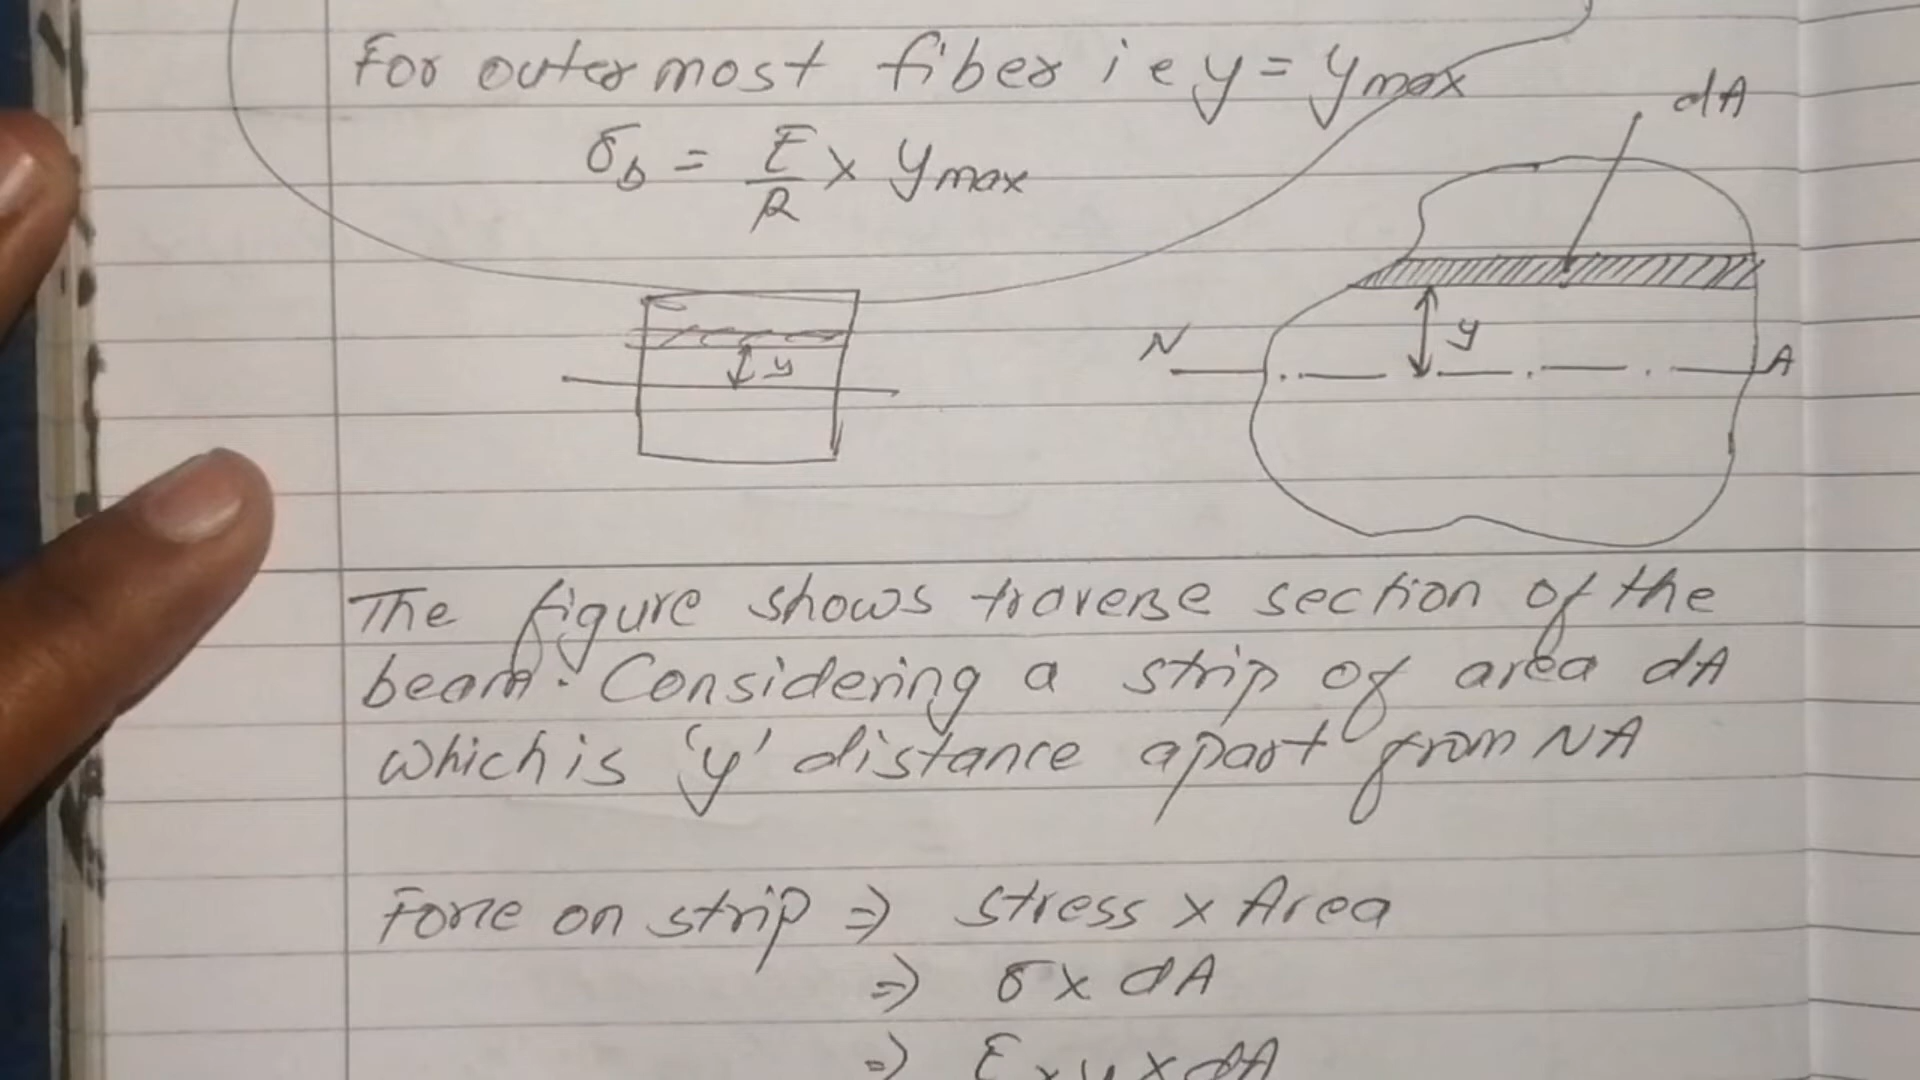 For outermost fiber i e y = ymax
σb = E/R x ymax
dA
y
N
y
A
The figure shows traverse section of the
beam. Considering a strip of area dA
which is 'y' distance apart from NA
Force on strip ⇒ stress x Area
⇒ σ x dA
⇒ E x y x dA